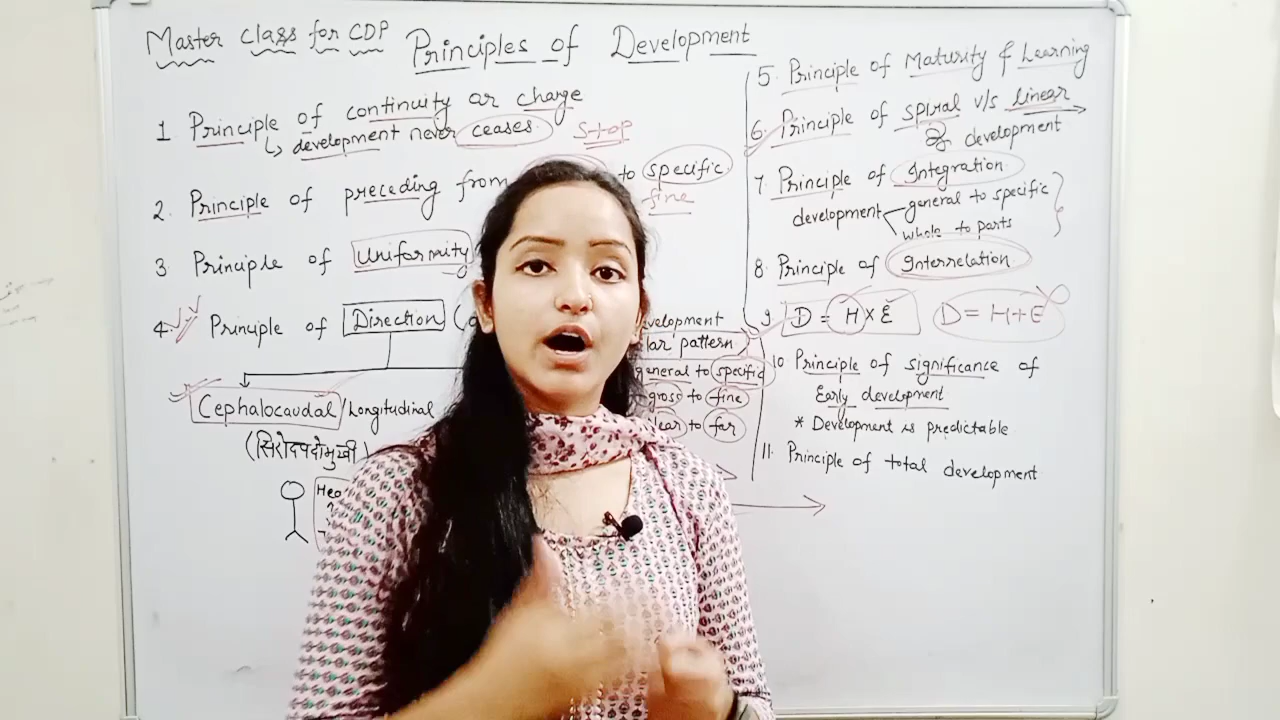 Master class for CDP Principles of Development
1. Principle of continuity or change
development never ceases. STOP
2. Principle of preceding from to specific
fine
3. Principle of Uniformity
4. Principle of Direction
Cephalocaudal/Longitudinal
(सिरोदपदोमुखी)
velopment
lar pattern
general to specific
gross to fine
to far
5. Principle of Maturity & Learning
6. Principle of spiral v/s linear
development
7. Principle of Integration
development general to specific
whole to parts
8. Principle of Interrelation
9 D = H x E D = H+E
10. Principle of significance of
Early development
* Development is predictable
11. Principle of total development